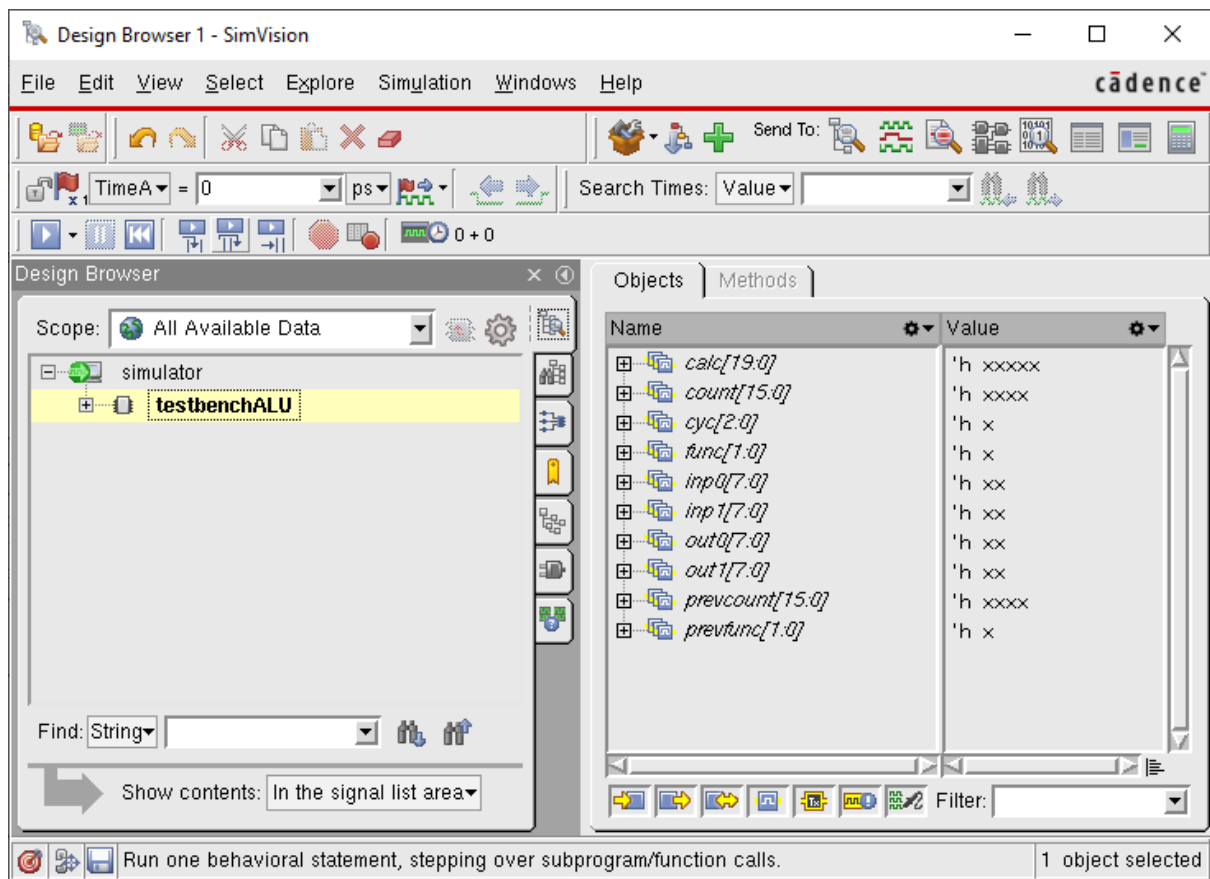 Design Browser 1 - SimVision
File Edit View Select Explore Simulation Windows Help cādence
Send To:
TimeA = 0 ps Search Times: Value
x 1
0 + 0
Design Browser
Objects Methods
Scope: All Available Data
Name Value
simulator
testbenchALU
calc[19:0] 'h xxxxx
count[15:0] 'h xxxx
cyc[2:0] 'h x
func[1:0] 'h x
inp0[7:0] 'h xx
inp1[7:0] 'h xx
out0[7:0] 'h xx
out1[7:0] 'h xx
prevcount[15:0] 'h xxxx
prevfunc[1:0] 'h x
Find: String
Show contents: In the signal list area
Filter:
Run one behavioral statement, stepping over subprogram/function calls. 1 object selected